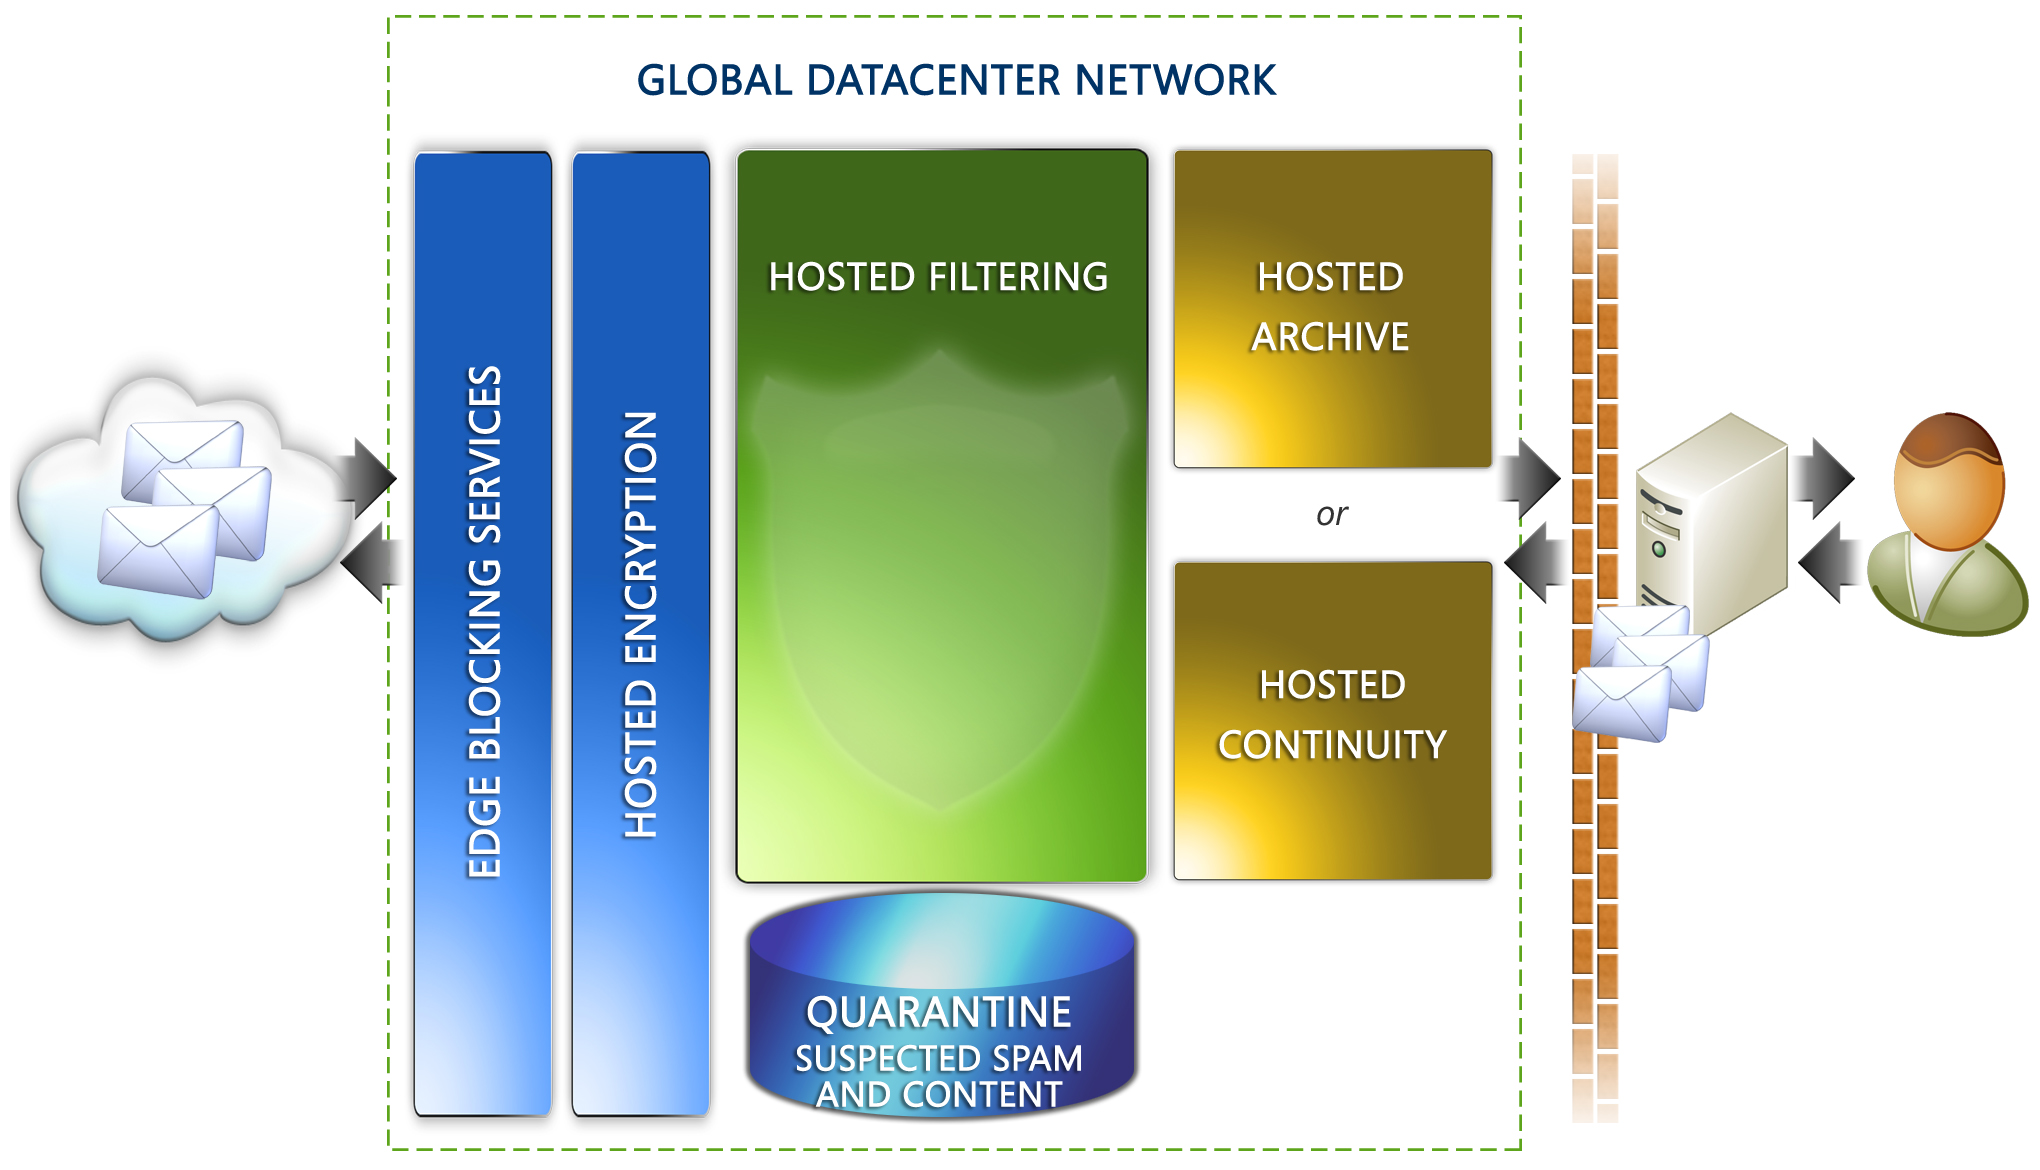 GLOBAL DATACENTER NETWORK
EDGE BLOCKING SERVICES
HOSTED ENCRYPTION
HOSTED FILTERING
HOSTED
ARCHIVE
or
HOSTED
CONTINUITY
QUARANTINE
SUSPECTED SPAM
AND CONTENT